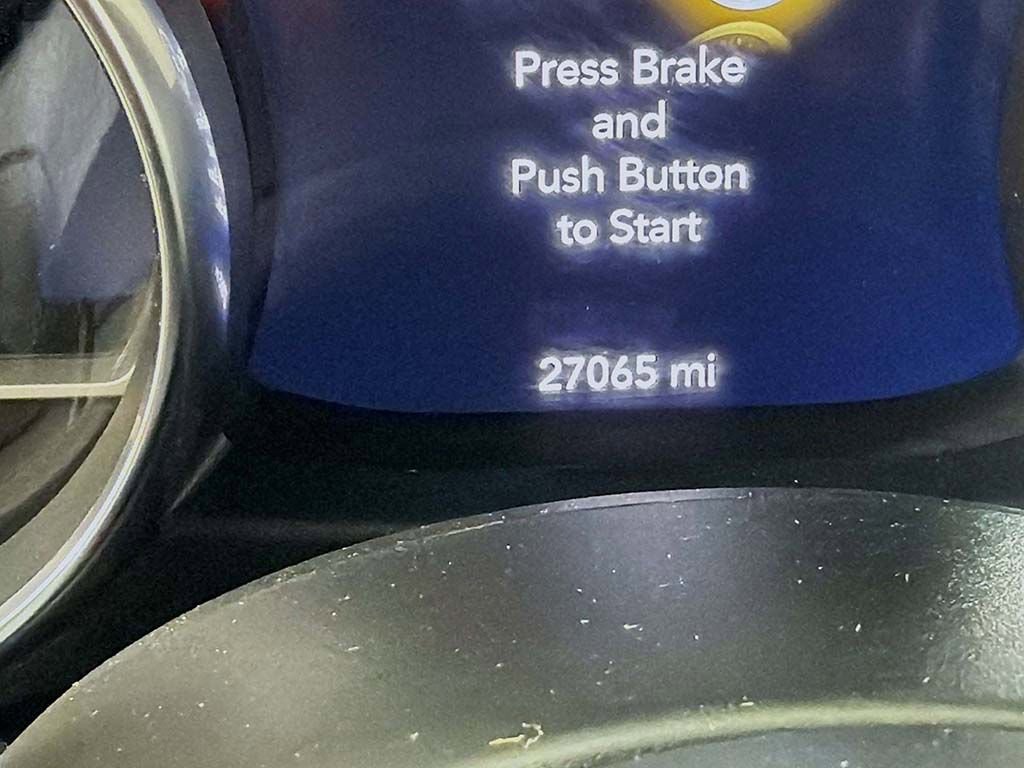 Press Brake
and
Push Button
to Start
27065 mi